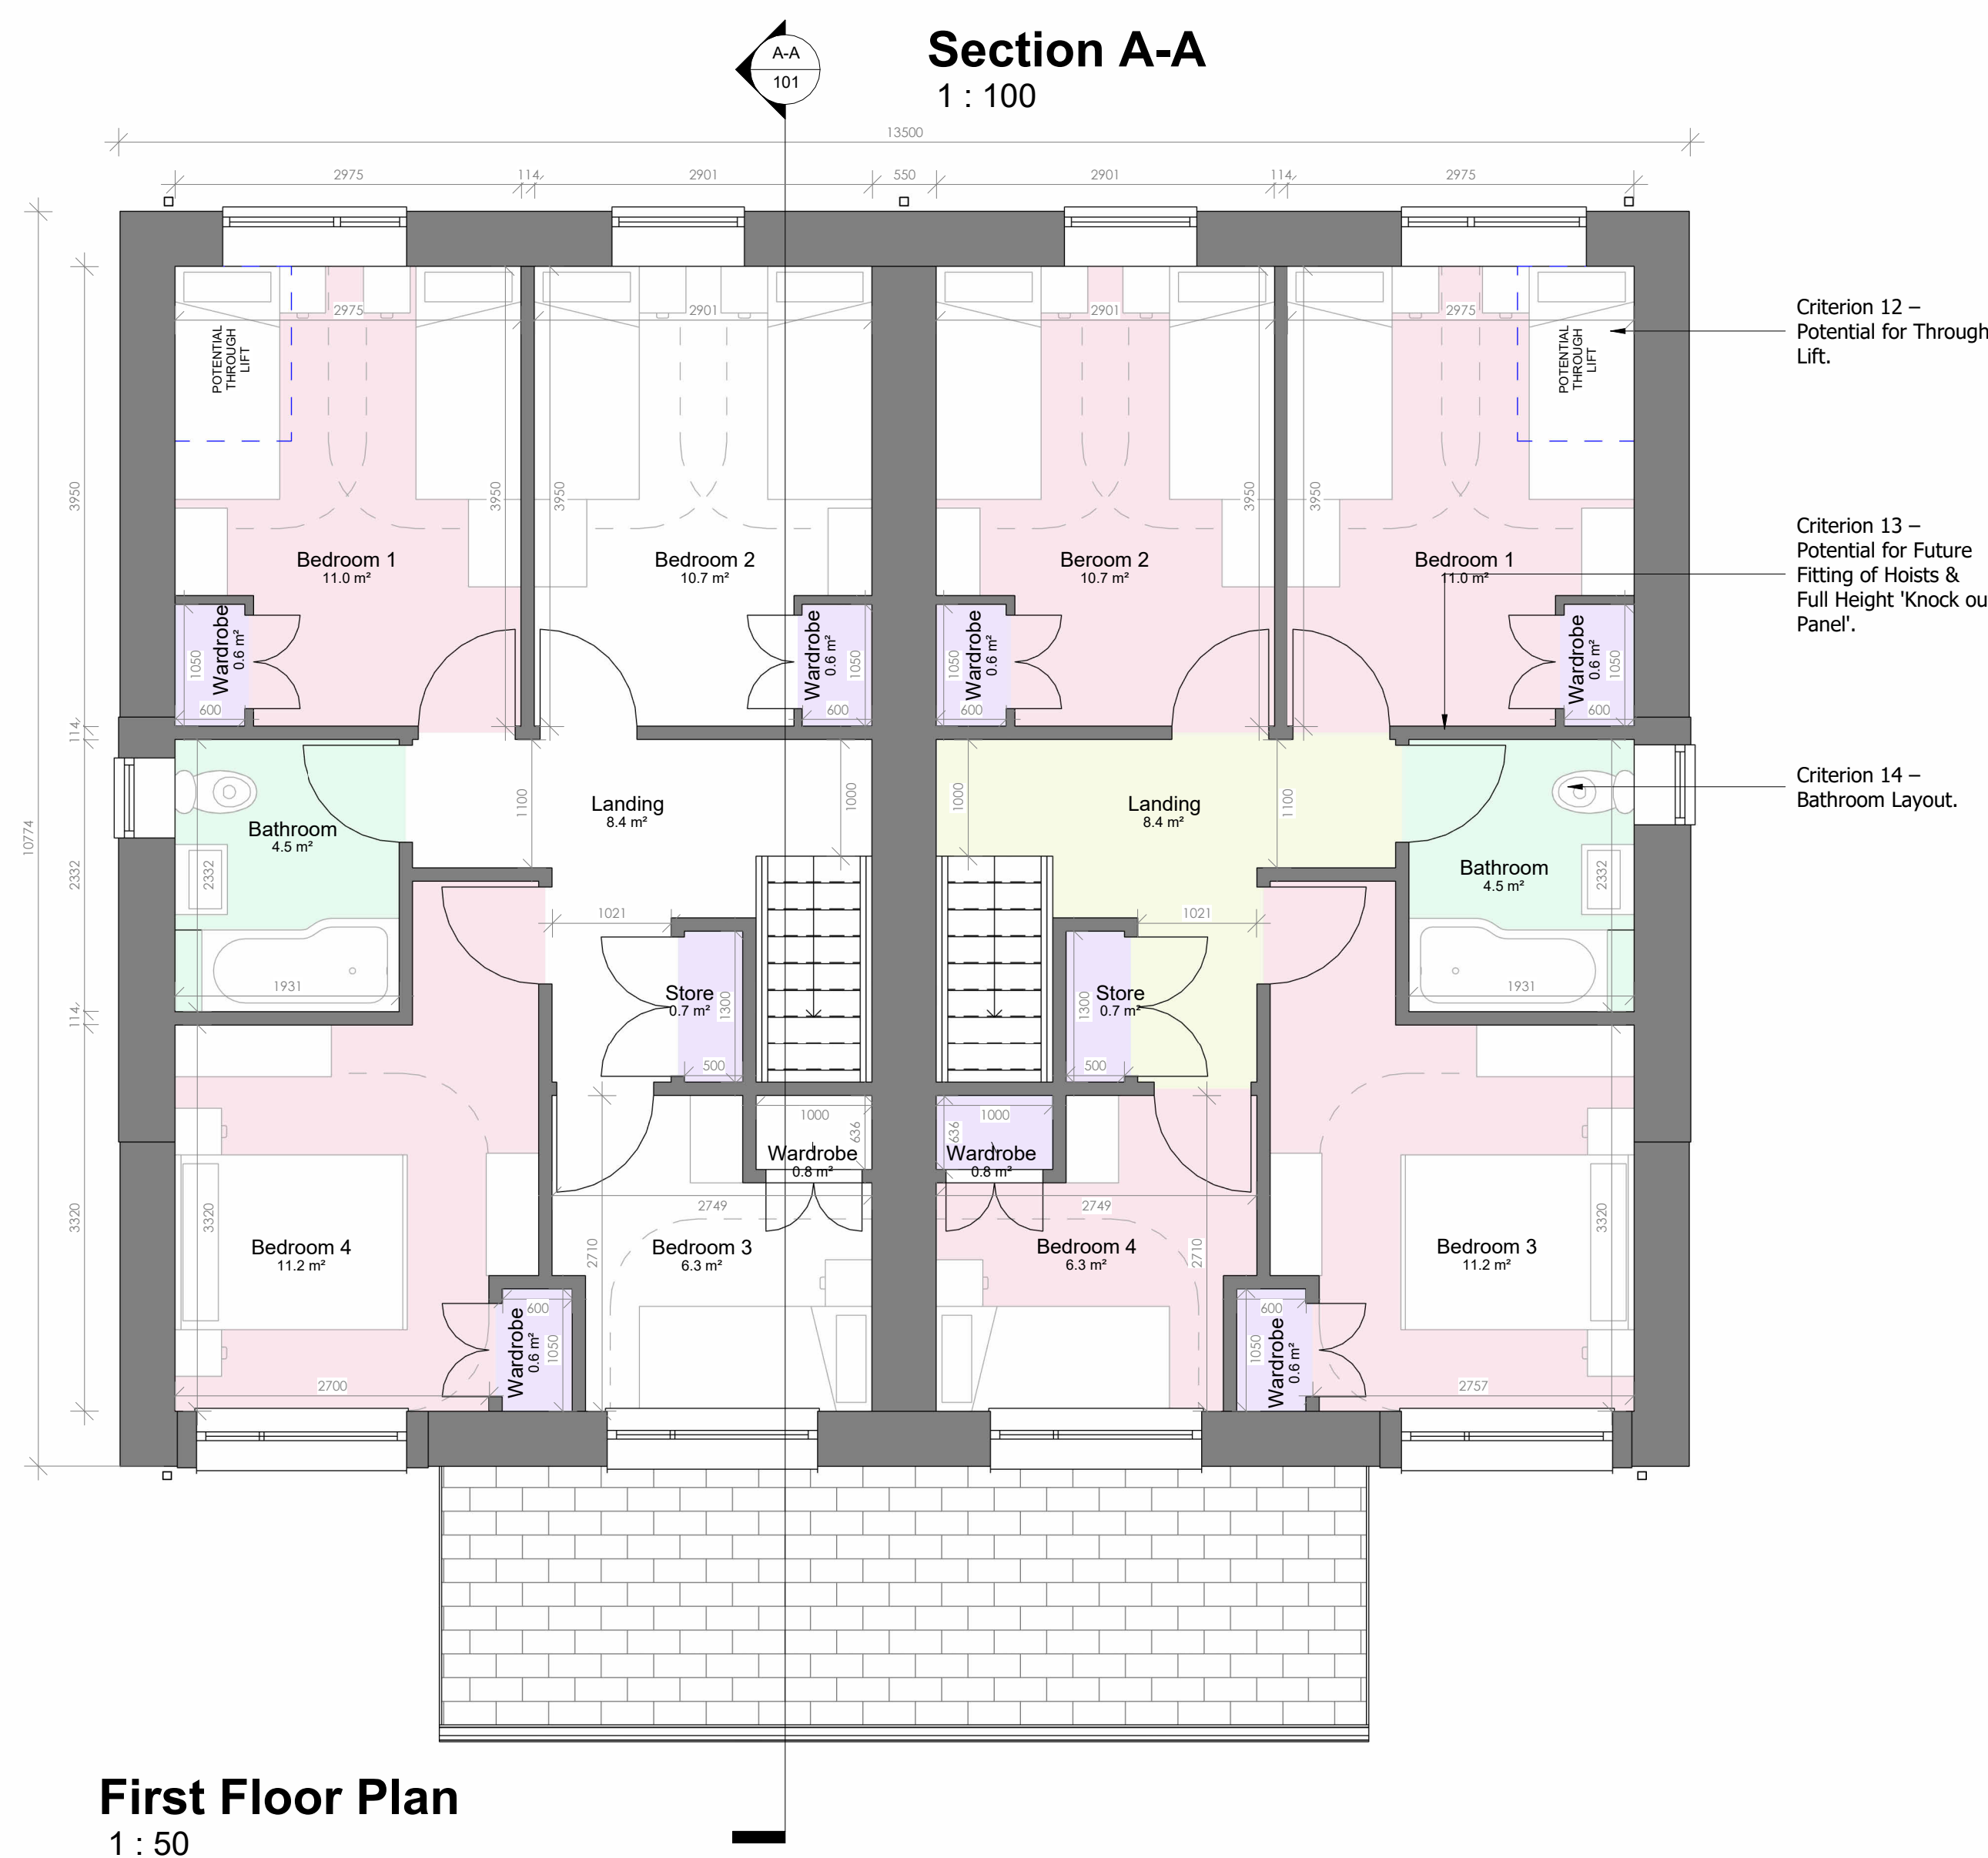 A-A
101
Section A-A
1 : 100
13500
2975
114
2901
550
2901
114
2975
2975
2901
2901
2975
POTENTIAL
THROUGH
LIFT
POTENTIAL
THROUGH
LIFT
Criterion 12 –
Potential for Through
Lift.
3950
3950
3950
3950
3950
Bedroom 1
11.0 m²
Bedroom 2
10.7 m²
Beroom 2
10.7 m²
Bedroom 1
11.0 m²
Criterion 13 –
Potential for Future
Fitting of Hoists &
Full Height 'Knock ou
Panel'.
Wardrobe
0.6 m²
1050
600
Wardrobe
0.6 m²
1050
600
Wardrobe
0.6 m²
1050
600
Wardrobe
0.6 m²
1050
600
114
10774
2332
Bathroom
4.5 m²
2332
1931
1100
Landing
8.4 m²
1000
1000
Landing
8.4 m²
1100
Bathroom
4.5 m²
2332
1931
Criterion 14 –
Bathroom Layout.
1021
1021
Store
0.7 m²
1300
500
Store
0.7 m²
1300
500
114
3320
1000
636
Wardrobe
0.8 m²
1000
636
Wardrobe
0.8 m²
2749
2749
3320
Bedroom 4
11.2 m²
2710
Bedroom 3
6.3 m²
Bedroom 4
6.3 m²
2710
Bedroom 3
11.2 m²
3320
600
Wardrobe
0.6 m²
1050
600
Wardrobe
0.6 m²
1050
2700
2757
First Floor Plan
1 : 50